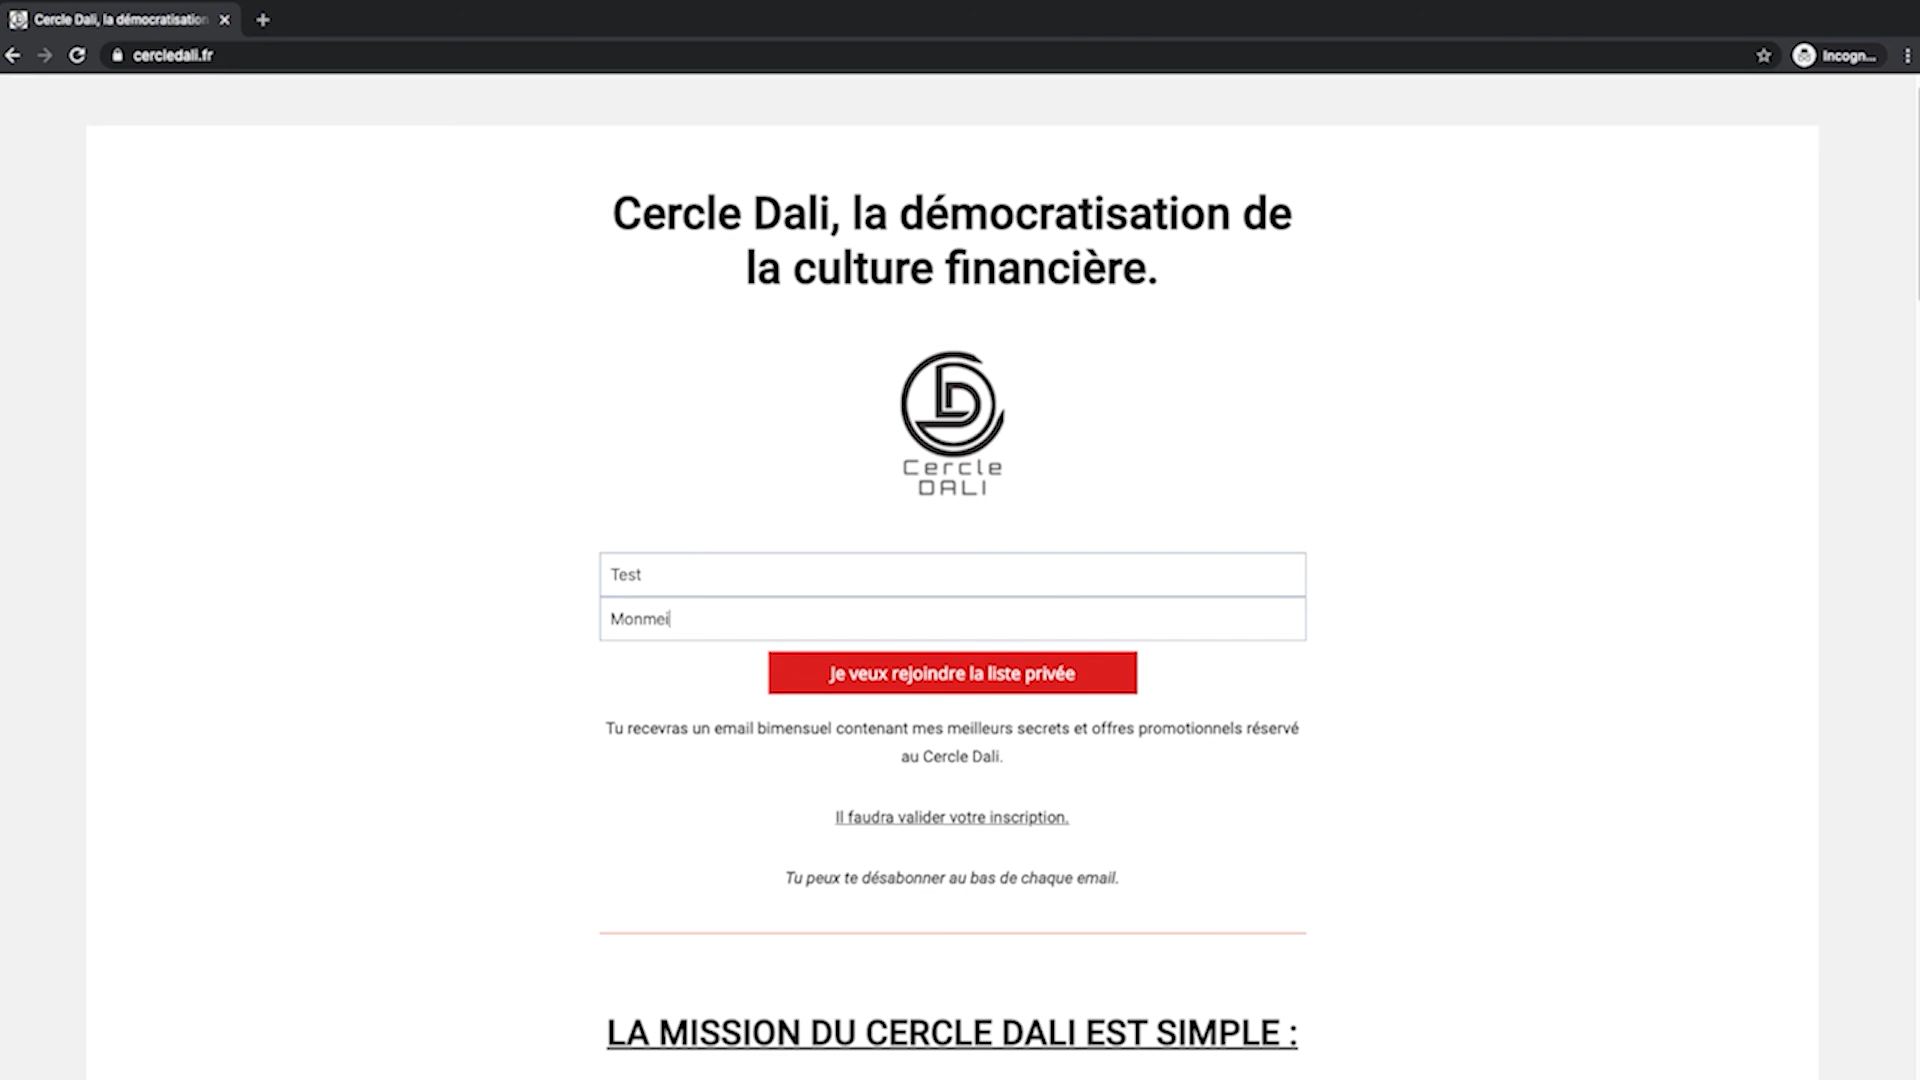 Cercle Dali, la démocratisation
cercledali.fr
Incogn...
Cercle Dali, la démocratisation de
la culture financière.
Cercle
DALI
Test
Monmei
Je veux rejoindre la liste privée
Tu recevras un email bimensuel contenant mes meilleurs secrets et offres promotionnels réservé
au Cercle Dali.
Il faudra valider votre inscription.
Tu peux te désabonner au bas de chaque email.
LA MISSION DU CERCLE DALI EST SIMPLE :